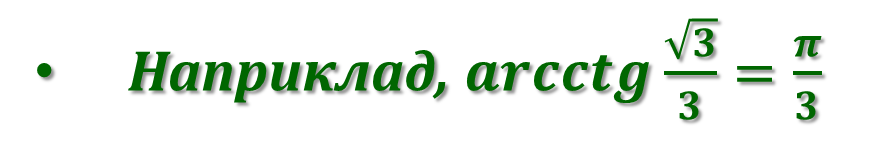 • Наприклад, arcctg √3/3 = π/3